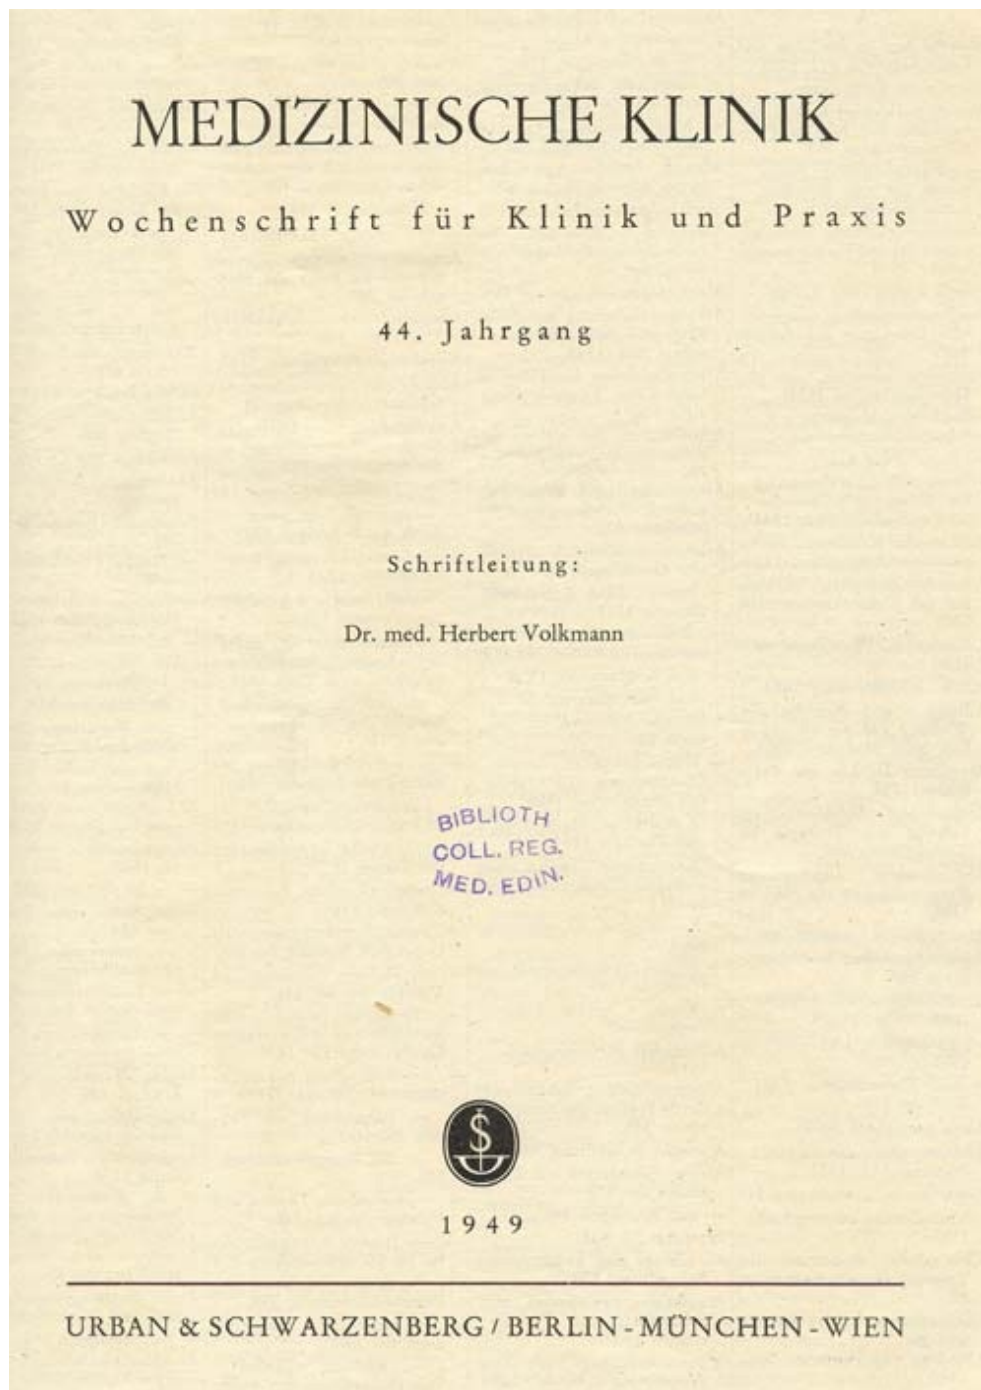 MEDIZINISCHE KLINIK
Wochenschrift für Klinik und Praxis
44. Jahrgang
Schriftleitung:
Dr. med. Herbert Volkmann
BIBLIOTH
COLL. REG.
MED. EDIN.
1949
URBAN & SCHWARZENBERG / BERLIN - MÜNCHEN - WIEN